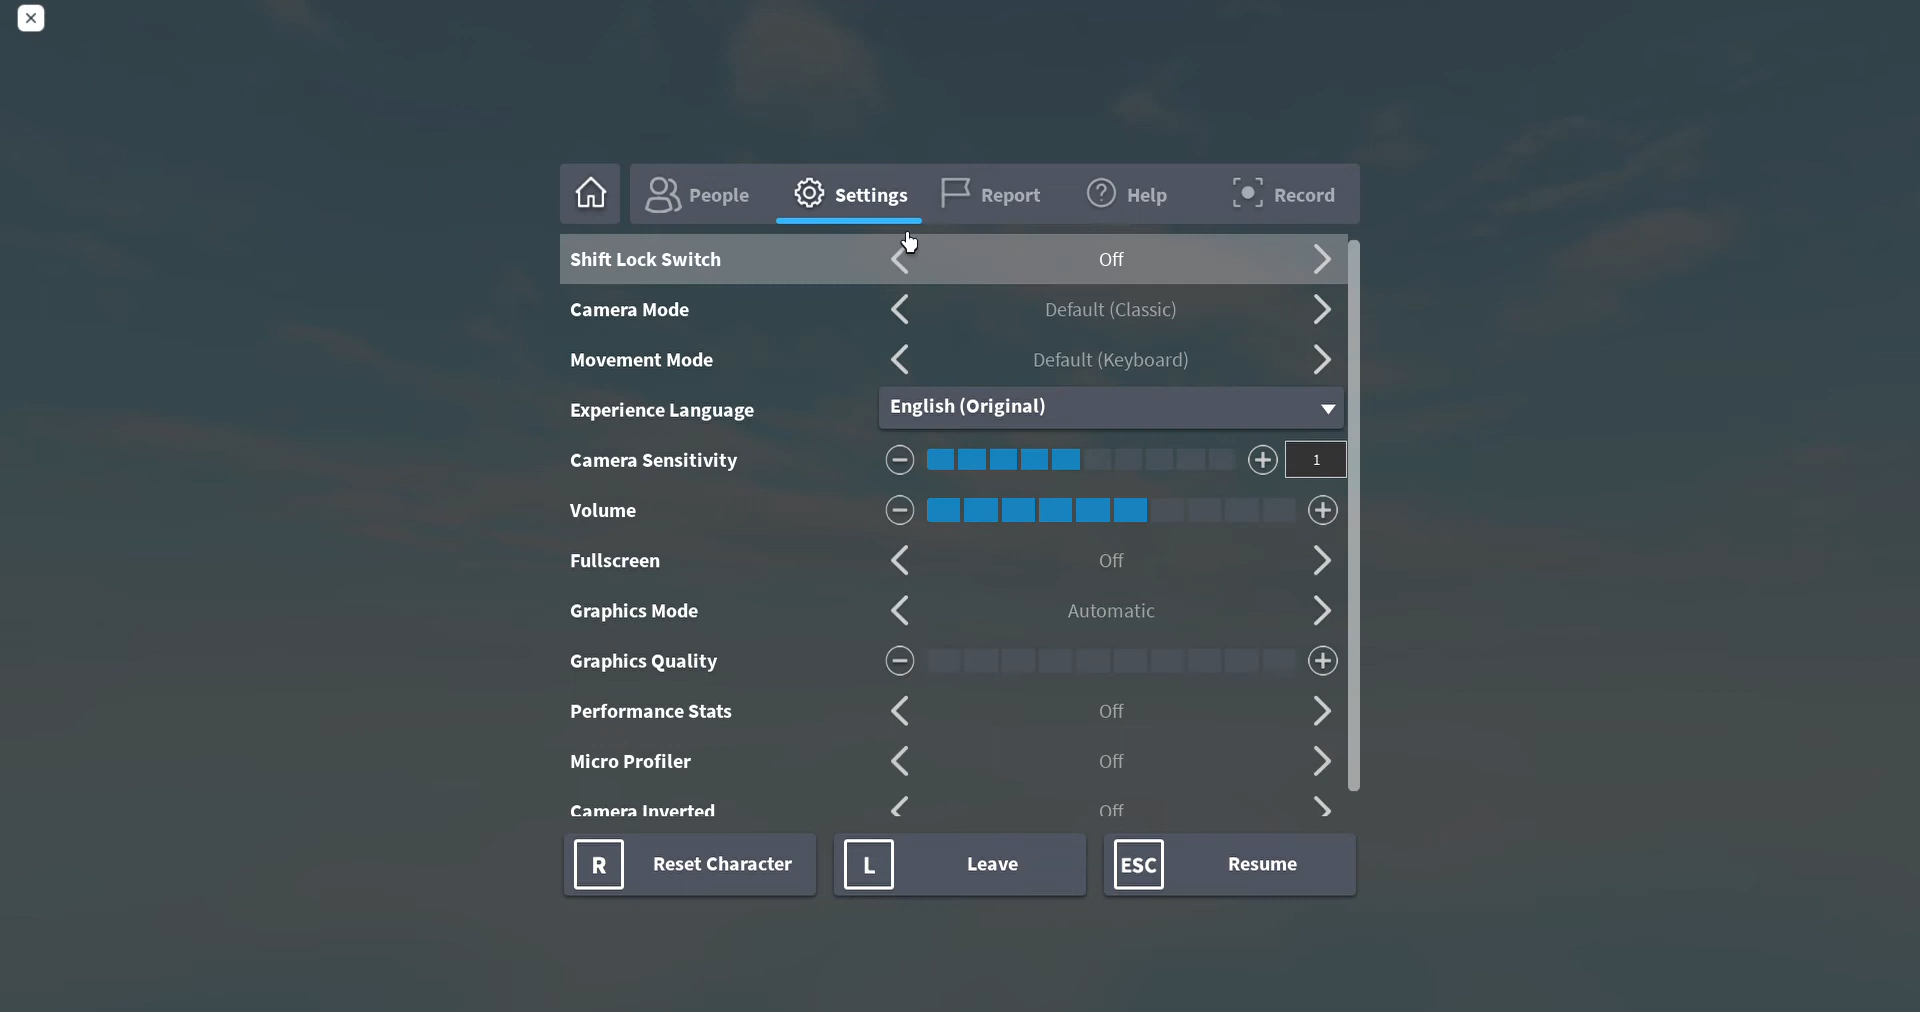 People Settings Report Help Record
Shift Lock Switch Off
Camera Mode Default (Classic)
Movement Mode Default (Keyboard)
Experience Language English (Original)
Camera Sensitivity 1
Volume
Fullscreen Off
Graphics Mode Automatic
Graphics Quality
Performance Stats Off
Micro Profiler Off
Camera Inverted Off
R Reset Character L Leave ESC Resume